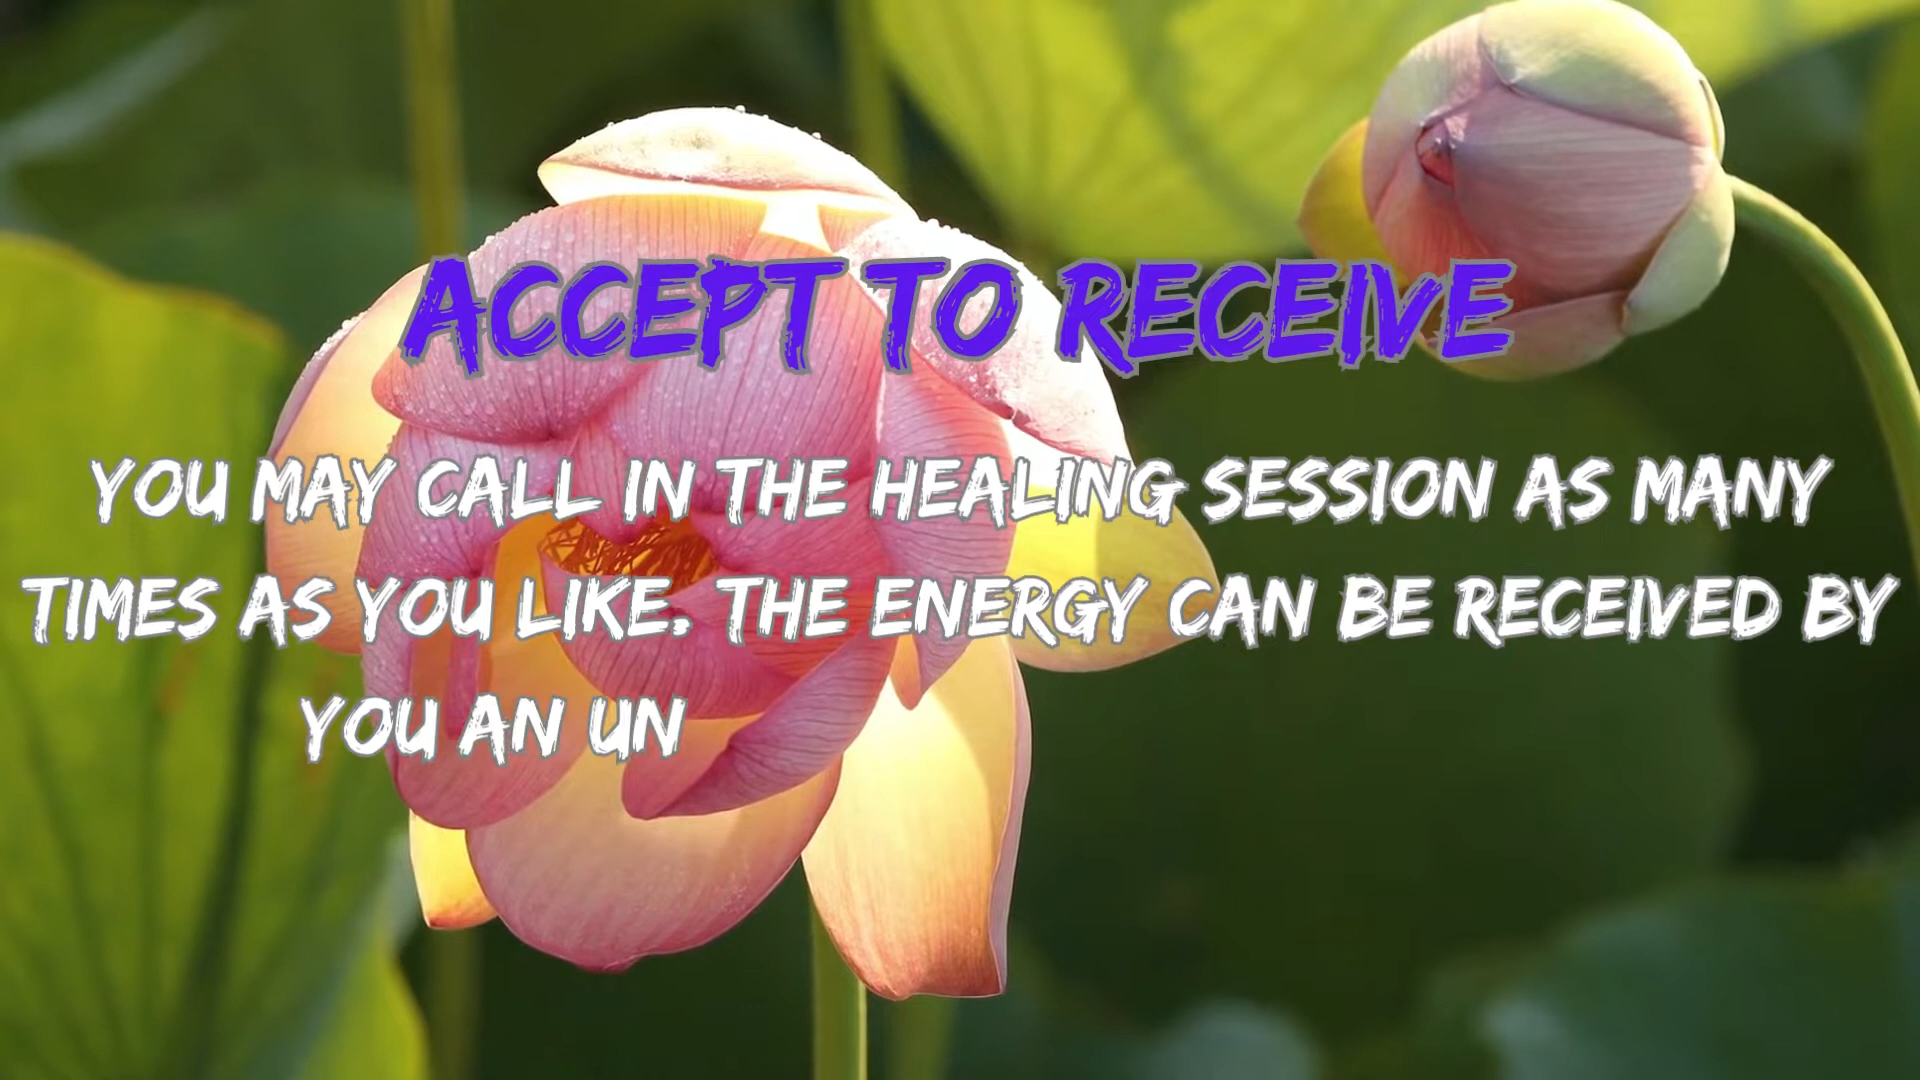 ACCEPT TO RECEIVE
YOU MAY CALL IN THE HEALING SESSION AS MANY
TIMES AS YOU LIKE. THE ENERGY CAN BE RECEIVED BY
YOU AN UN